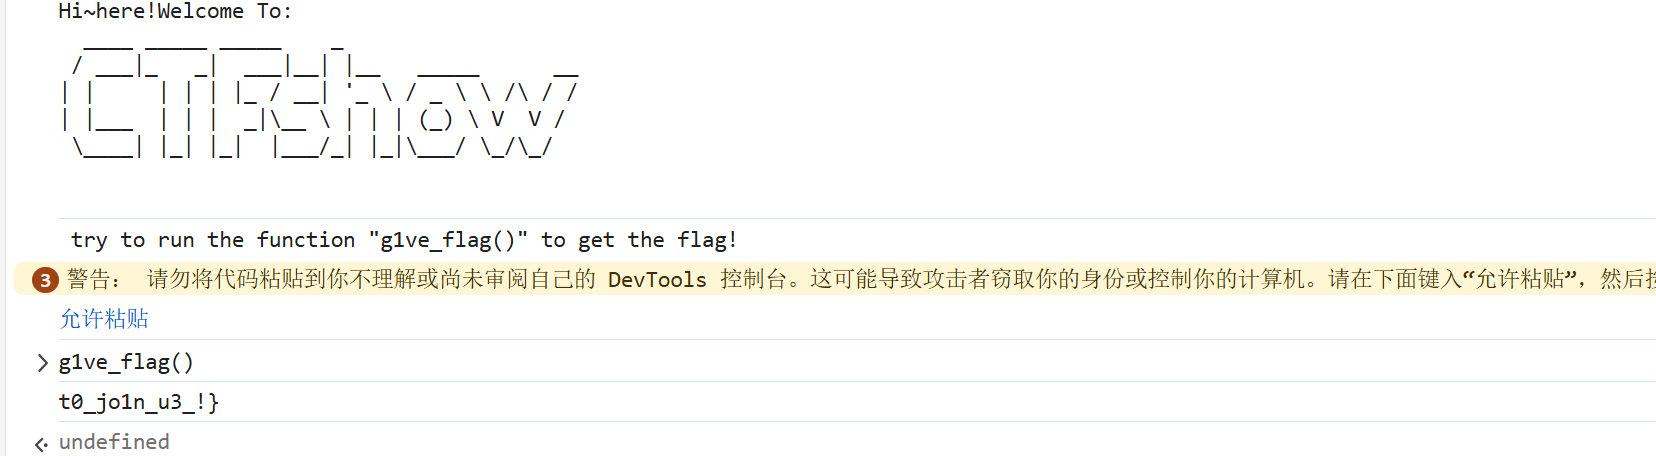 Hi~here!Welcome To:
  ____ _____ _____    _
 / ___|_   _|  ___|__| |__   _____      __
| |     | | | |_ / __| '_ \ / _ \ \ /\ / /
| |___  | | |  _|\__ \ | | | (_) \ V  V /
 \____| |_| |_|  |___/_| |_|\___/ \_/\_/
try to run the function "g1ve_flag()" to get the flag!
3 警告： 请勿将代码粘贴到你不理解或尚未审阅自己的 DevTools 控制台。这可能导致攻击者窃取你的身份或控制你的计算机。请在下面键入“允许粘贴”，然后按
允许粘贴
g1ve_flag()
t0_jo1n_u3_!}
undefined